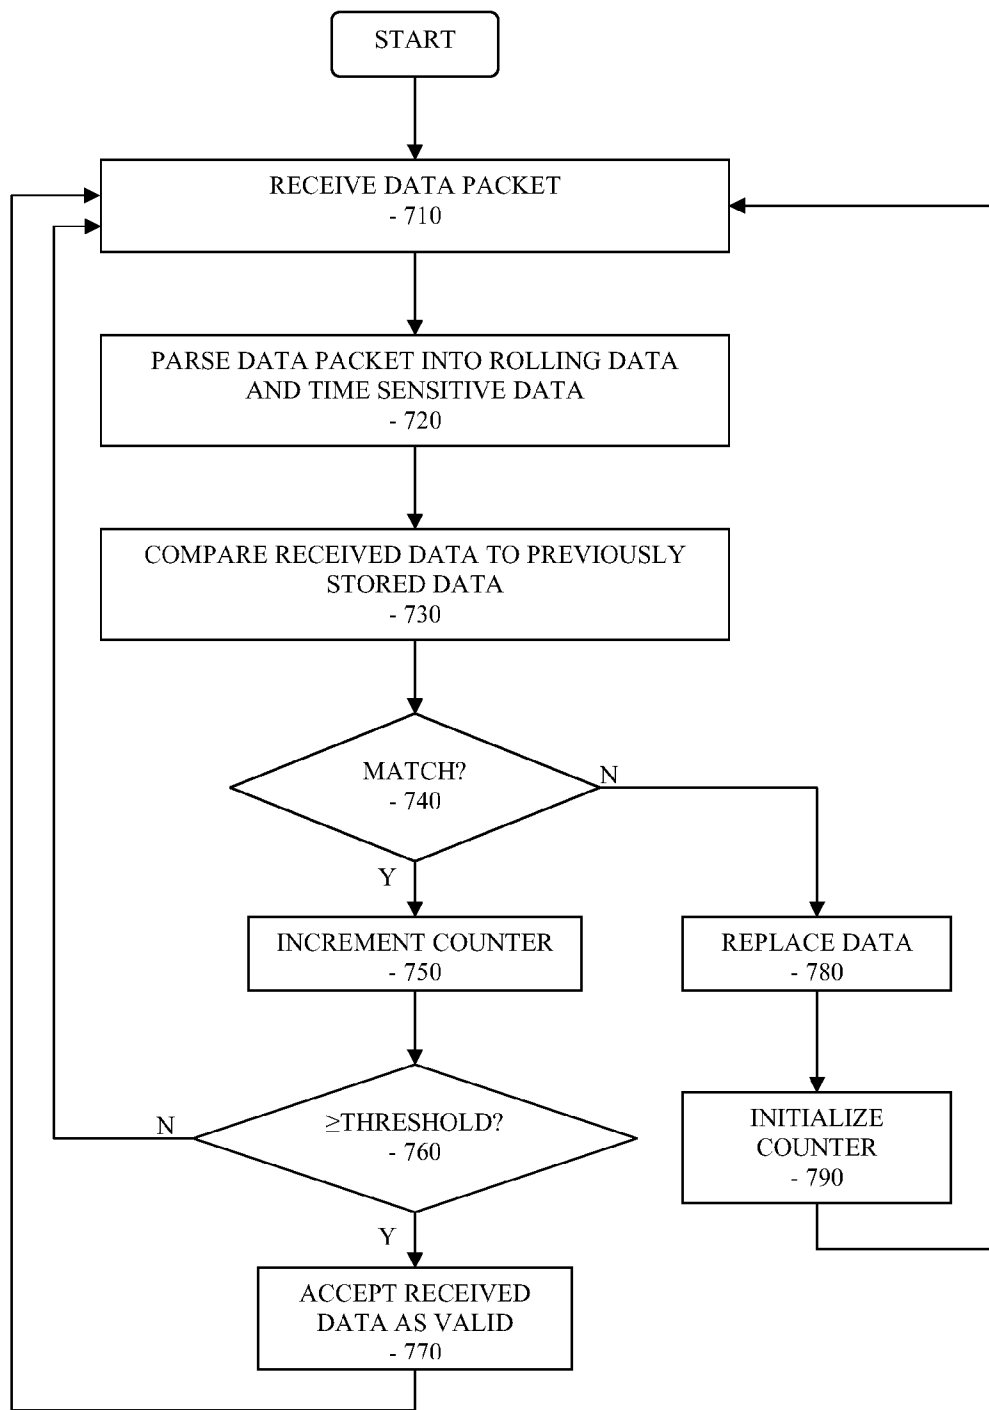 START
RECEIVE DATA PACKET
- 710
PARSE DATA PACKET INTO ROLLING DATA
AND TIME SENSITIVE DATA
- 720
COMPARE RECEIVED DATA TO PREVIOUSLY
STORED DATA
- 730
MATCH?
- 740
N
Y
INCREMENT COUNTER
- 750
REPLACE DATA
- 780
≥THRESHOLD?
- 760
N
Y
INITIALIZE
COUNTER
- 790
ACCEPT RECEIVED
DATA AS VALID
- 770